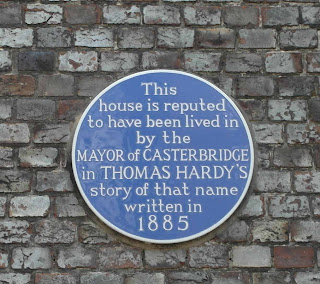 This
house is reputed
to have been lived in
by the
MAYOR of CASTERBRIDGE
in THOMAS HARDY'S
story of that name
written in
1885